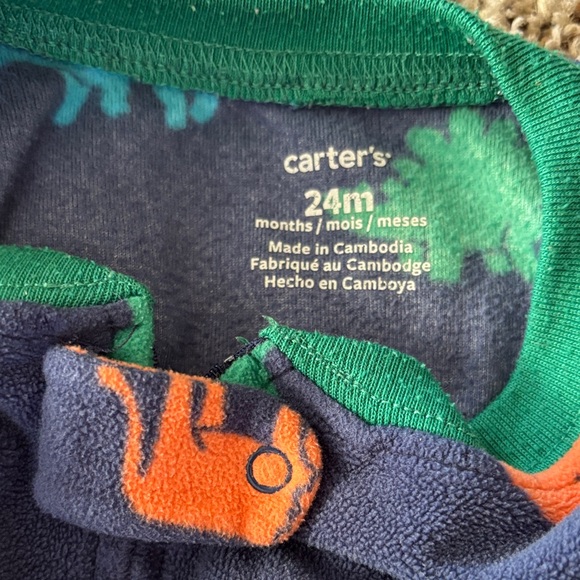 carter's
24m
months / mois / meses
Made in Cambodia
Fabriqué au Cambodge
Hecho en Camboya